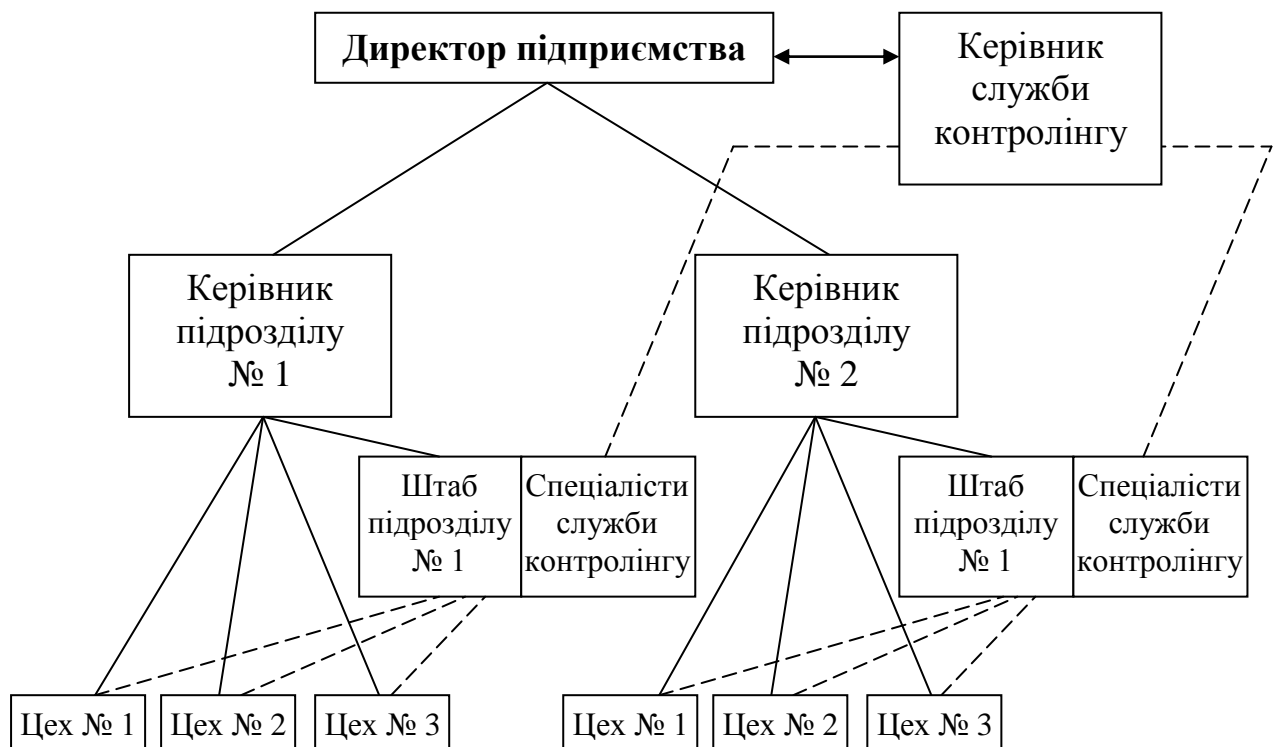 Директор підприємства
Керівник
служби
контролінгу
Керівник
підрозділу
№ 1
Керівник
підрозділу
№ 2
Штаб
підрозділу
№ 1
Спеціалісти
служби
контролінгу
Штаб
підрозділу
№ 1
Спеціалісти
служби
контролінгу
Цех № 1
Цех № 2
Цех № 3
Цех № 1
Цех № 2
Цех № 3